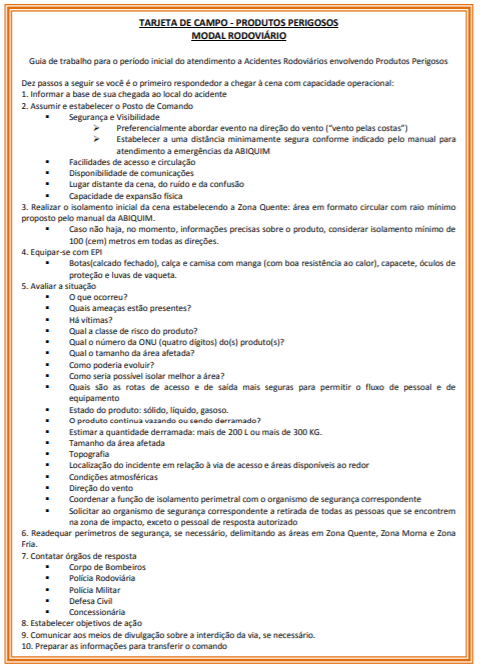 TARJETA DE CAMPO - PRODUTOS PERIGOSOS
MODAL RODOVIÁRIO
Guia de trabalho para o período inicial do atendimento a Acidentes Rodoviários envolvendo Produtos Perigosos
Dez passos a seguir se você é o primeiro respondedor a chegar à cena com capacidade operacional:
1. Informar a base de sua chegada ao local do acidente
2. Assumir e estabelecer o Posto de Comando
▪ Segurança e Visibilidade
➢ Preferencialmente abordar evento na direção do vento ("vento pelas costas")
➢ Estabelecer a uma distância minimamente segura conforme indicado pelo manual para
atendimento a emergências da ABIQUIM
▪ Facilidades de acesso e circulação
▪ Disponibilidade de comunicações
▪ Lugar distante da cena, do ruído e da confusão
▪ Capacidade de expansão física
3. Realizar o isolamento inicial da cena estabelecendo a Zona Quente: área em formato circular com raio mínimo
proposto pelo manual da ABIQUIM.
▪ Caso não haja, no momento, informações precisas sobre o produto, considerar isolamento mínimo de
100 (cem) metros em todas as direções.
4. Equipar-se com EPI
▪ Botas(calcado fechado), calça e camisa com manga (com boa resistência ao calor), capacete, óculos de
proteção e luvas de vaqueta.
5. Avaliar a situação
▪ O que ocorreu?
▪ Quais ameaças estão presentes?
▪ Há vítimas?
▪ Qual a classe de risco do produto?
▪ Qual o número da ONU (quatro dígitos) do(s) produto(s)?
▪ Qual o tamanho da área afetada?
▪ Como poderia evoluir?
▪ Como seria possível isolar melhor a área?
▪ Quais são as rotas de acesso e de saída mais seguras para permitir o fluxo de pessoal e de
equipamento
▪ Estado do produto: sólido, líquido, gasoso.
▪ O produto continua vazando ou sendo derramado?
▪ Estimar a quantidade derramada: mais de 200 L ou mais de 300 KG.
▪ Tamanho da área afetada
▪ Topografia
▪ Localização do incidente em relação à via de acesso e áreas disponíveis ao redor
▪ Condições atmosféricas
▪ Direção do vento
▪ Coordenar a função de isolamento perimetral com o organismo de segurança correspondente
▪ Solicitar ao organismo de segurança correspondente a retirada de todas as pessoas que se encontrem
na zona de impacto, exceto o pessoal de resposta autorizado
6. Readequar perímetros de segurança, se necessário, delimitando as áreas em Zona Quente, Zona Morna e Zona
Fria.
7. Contatar órgãos de resposta
▪ Corpo de Bombeiros
▪ Polícia Rodoviária
▪ Polícia Militar
▪ Defesa Civil
▪ Concessionária
8. Estabelecer objetivos de ação
9. Comunicar aos meios de divulgação sobre a interdição da via, se necessário.
10. Preparar as informações para transferir o comando